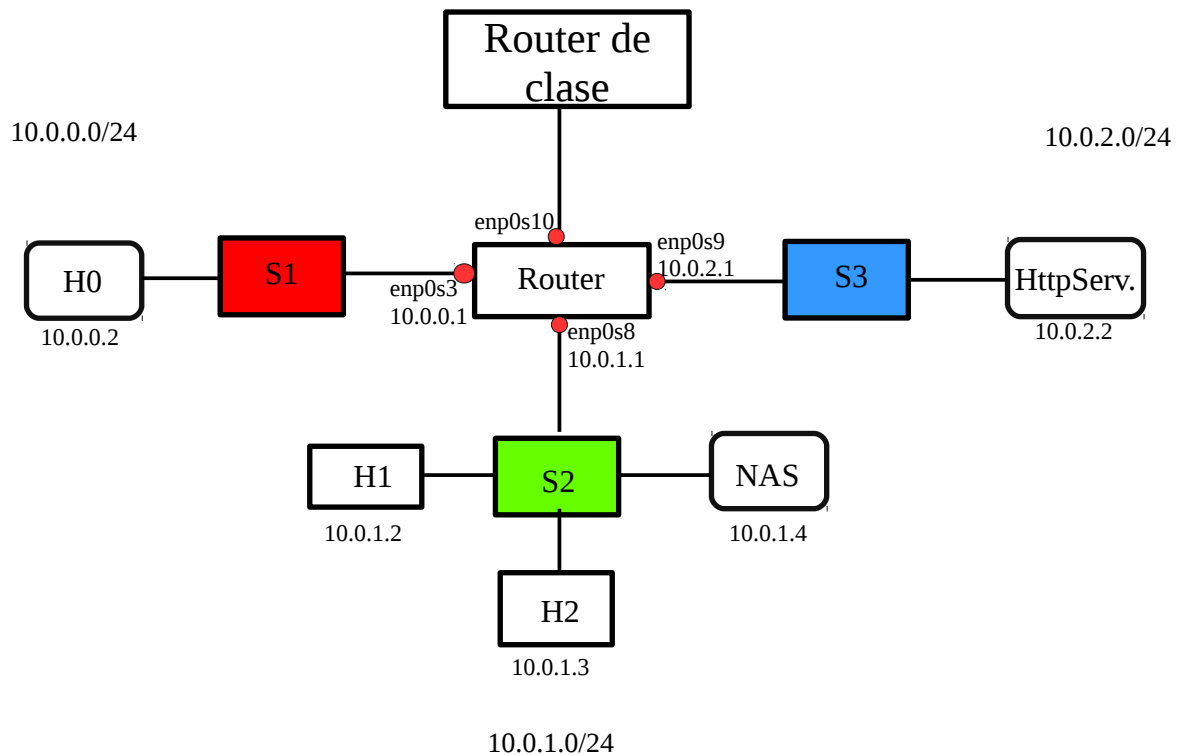 Router de
clase
10.0.0.0/24
10.0.2.0/24
enp0s10
enp0s9
10.0.2.1
H0
S1
Router
S3
HttpServ.
enp0s3
10.0.0.1
10.0.0.2
10.0.2.2
enp0s8
10.0.1.1
H1
S2
NAS
10.0.1.2
10.0.1.4
H2
10.0.1.3
10.0.1.0/24